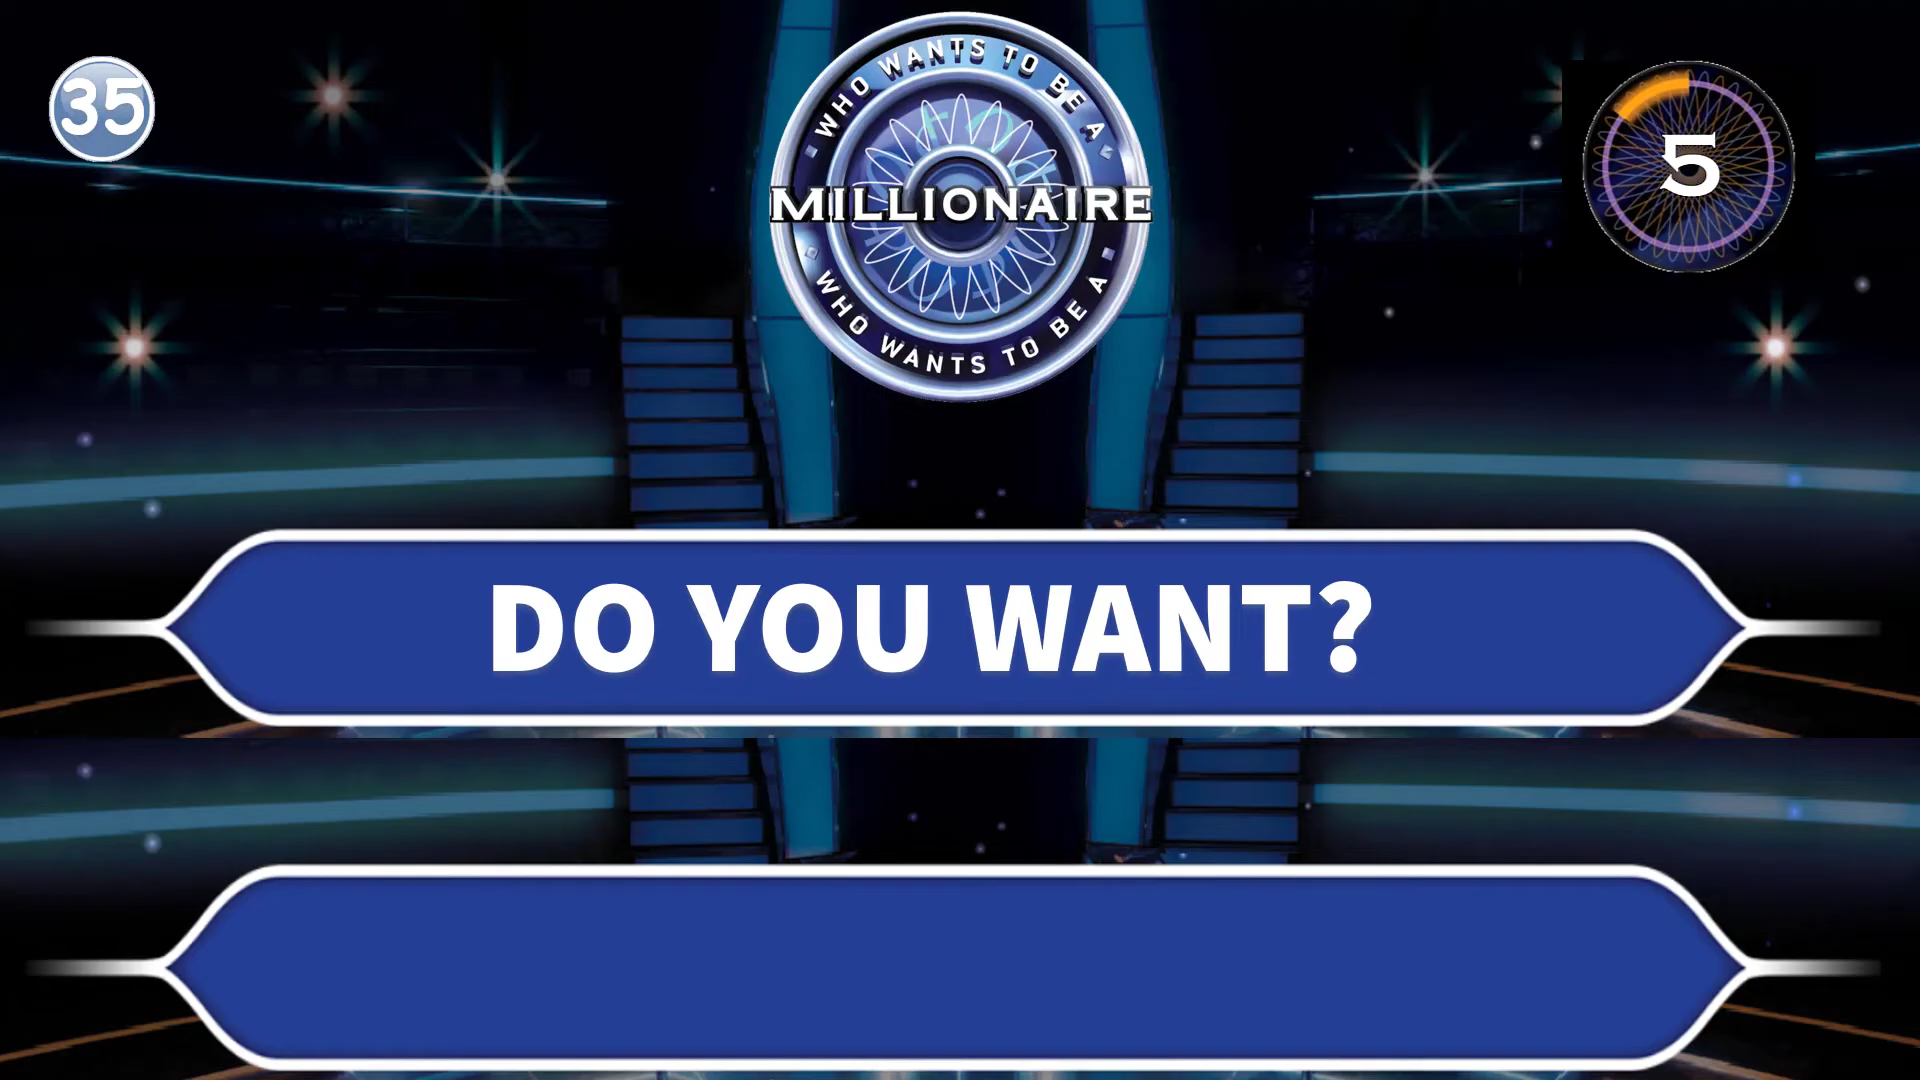 35
WHO WANTS TO BE A
MILLIONAIRE
WHO WANTS TO BE A
5
DO YOU WANT?